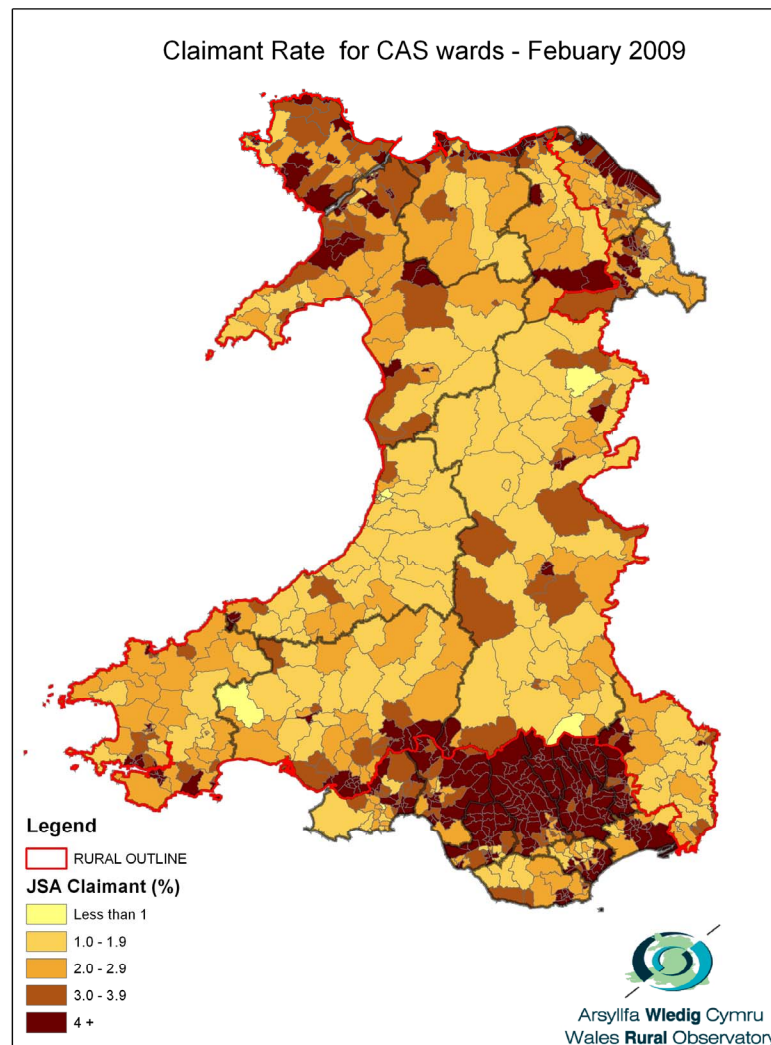 Claimant Rate for CAS wards - Febuary 2009
Legend
RURAL OUTLINE
JSA Claimant (%)
Less than 1
1.0 - 1.9
2.0 - 2.9
3.0 - 3.9
4 +
Arsyllfa Wledig Cymru
Wales Rural Observatory